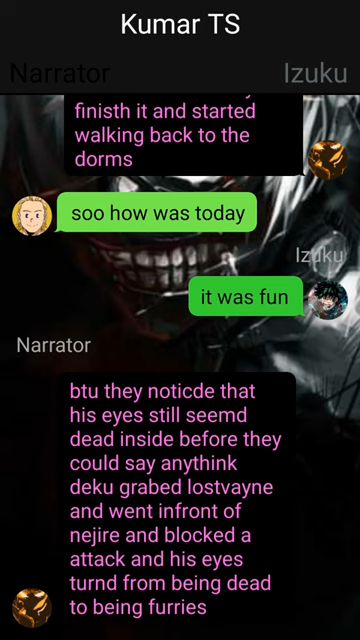 Kumar TS
Narrator
Izuku
finisth it and started
walking back to the
dorms
soo how was today
Izuku
it was fun
Narrator
btu they noticde that
his eyes still seemd
dead inside before they
could say anythink
deku grabed lostvayne
and went infront of
nejire and blocked a
attack and his eyes
turnd from being dead
to being furries